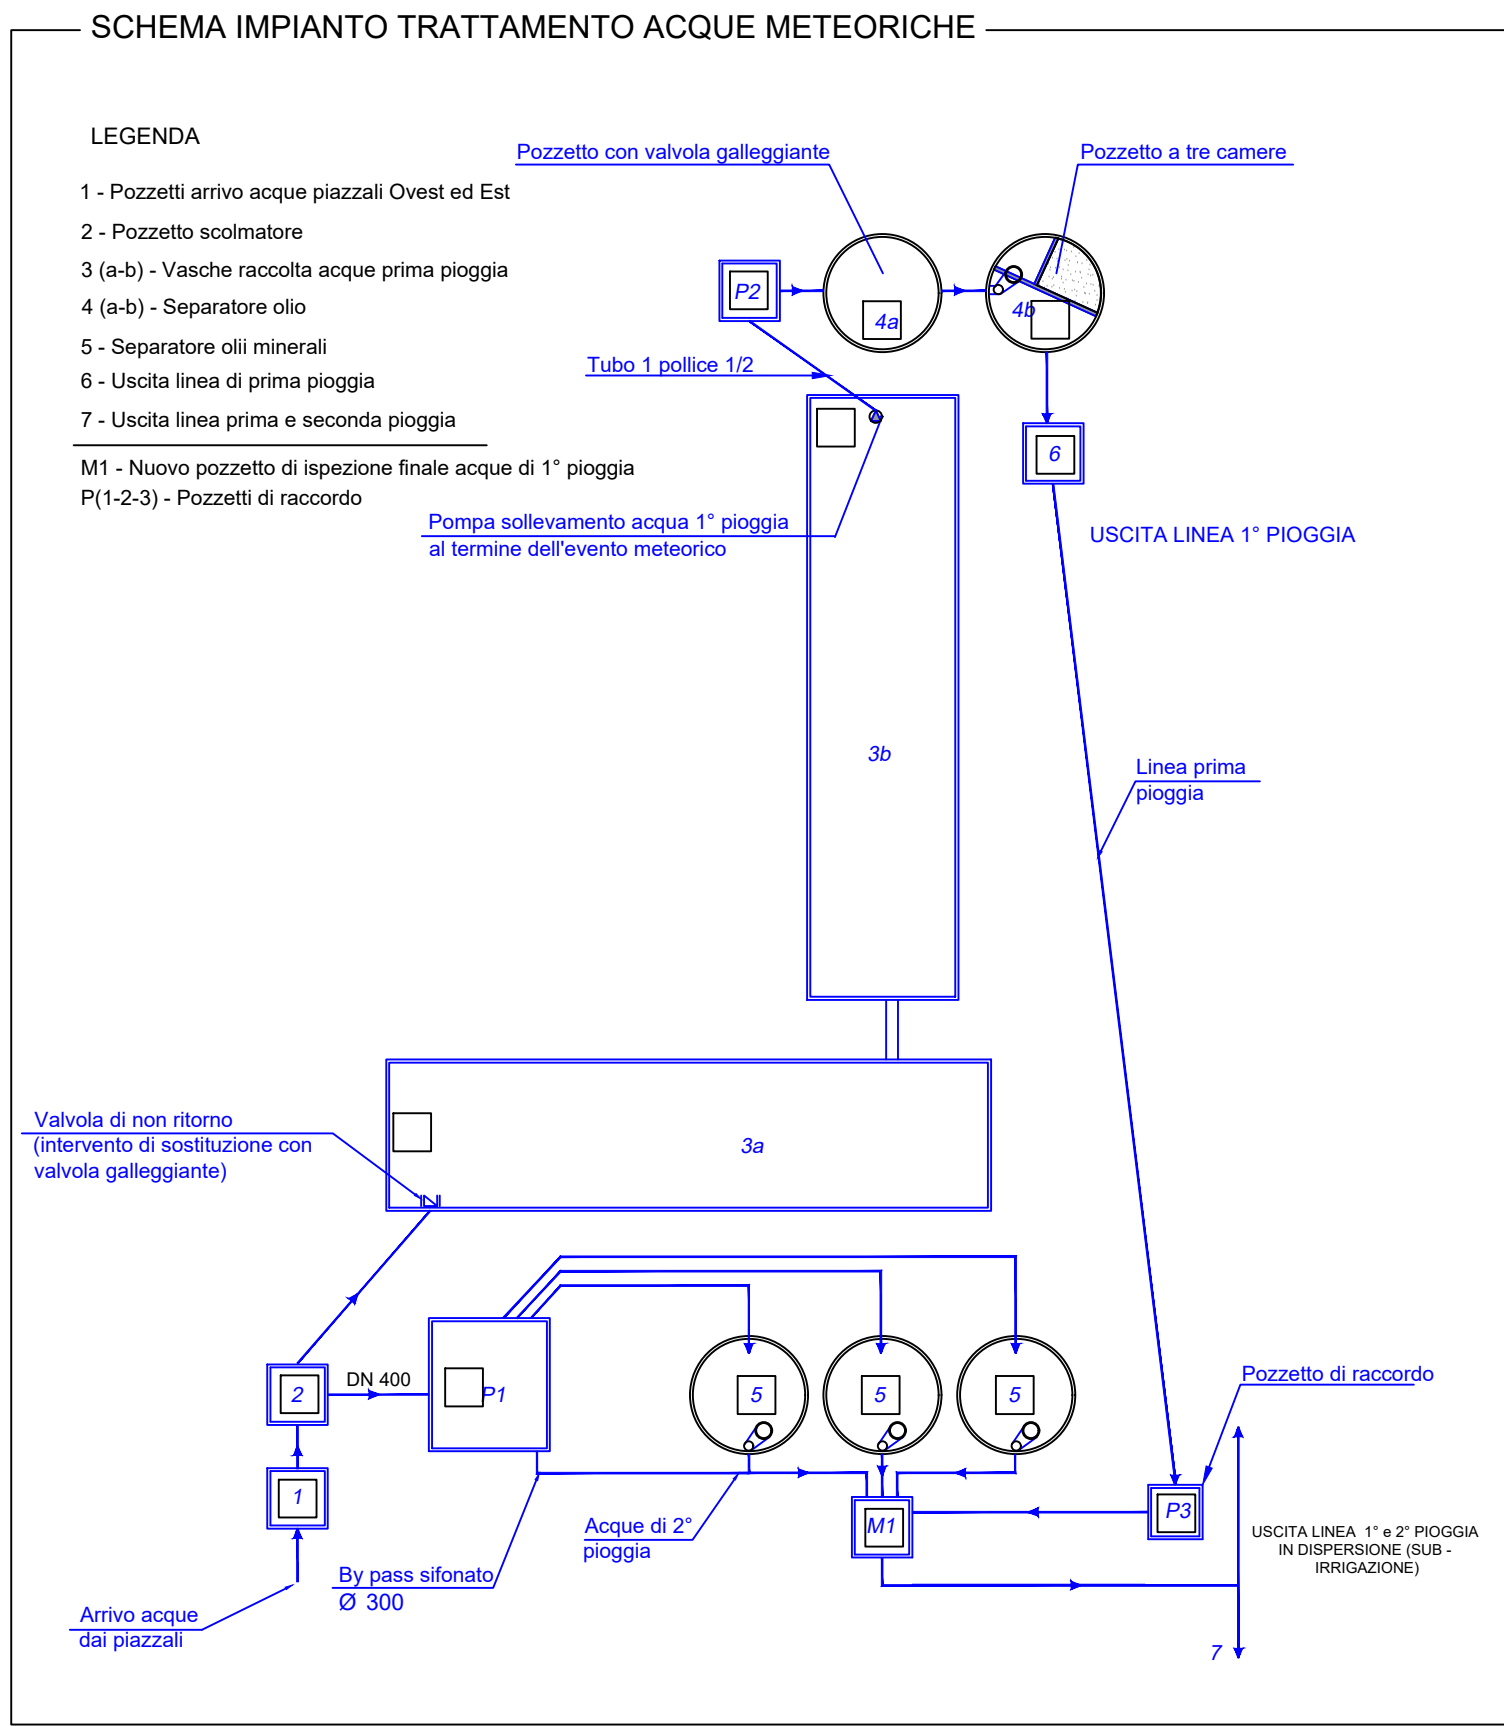 SCHEMA IMPIANTO TRATTAMENTO ACQUE METEORICHE
LEGENDA
1 - Pozzetti arrivo acque piazzali Ovest ed Est
2 - Pozzetto scolmatore
3 (a-b) - Vasche raccolta acque prima pioggia
4 (a-b) - Separatore olio
5 - Separatore olii minerali
6 - Uscita linea di prima pioggia
7 - Uscita linea prima e seconda pioggia
M1 - Nuovo pozzetto di ispezione finale acque di 1° pioggia
P(1-2-3) - Pozzetti di raccordo
Pozzetto con valvola galleggiante
Pozzetto a tre camere
P2
4a
4b
Tubo 1 pollice 1/2
6
Pompa sollevamento acqua 1° pioggia
al termine dell'evento meteorico
USCITA LINEA 1° PIOGGIA
3b
Linea prima
pioggia
Valvola di non ritorno
(intervento di sostituzione con
valvola galleggiante)
3a
2
DN 400
P1
5
5
5
Pozzetto di raccordo
1
M1
P3
Acque di 2°
pioggia
USCITA LINEA 1° e 2° PIOGGIA
IN DISPERSIONE (SUB -
IRRIGAZIONE)
By pass sifonato
Ø 300
Arrivo acque
dai piazzali
7